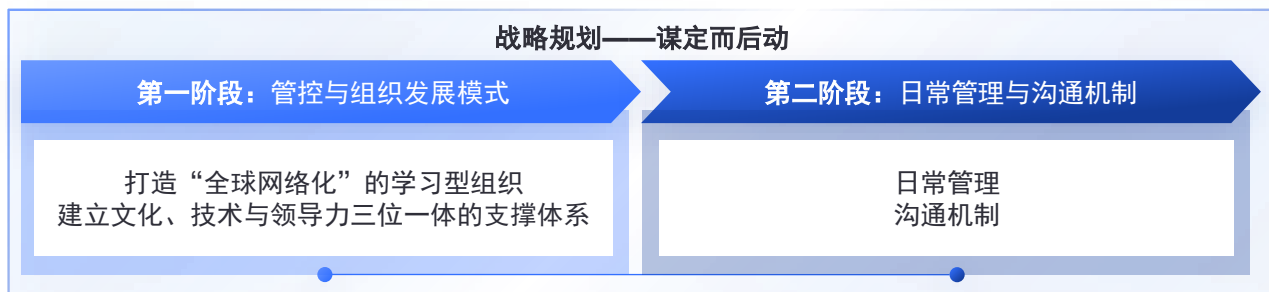 战略规划——谋定而后动
第一阶段：管控与组织发展模式
第二阶段：日常管理与沟通机制
打造“全球网络化”的学习型组织
建立文化、技术与领导力三位一体的支撑体系
日常管理
沟通机制